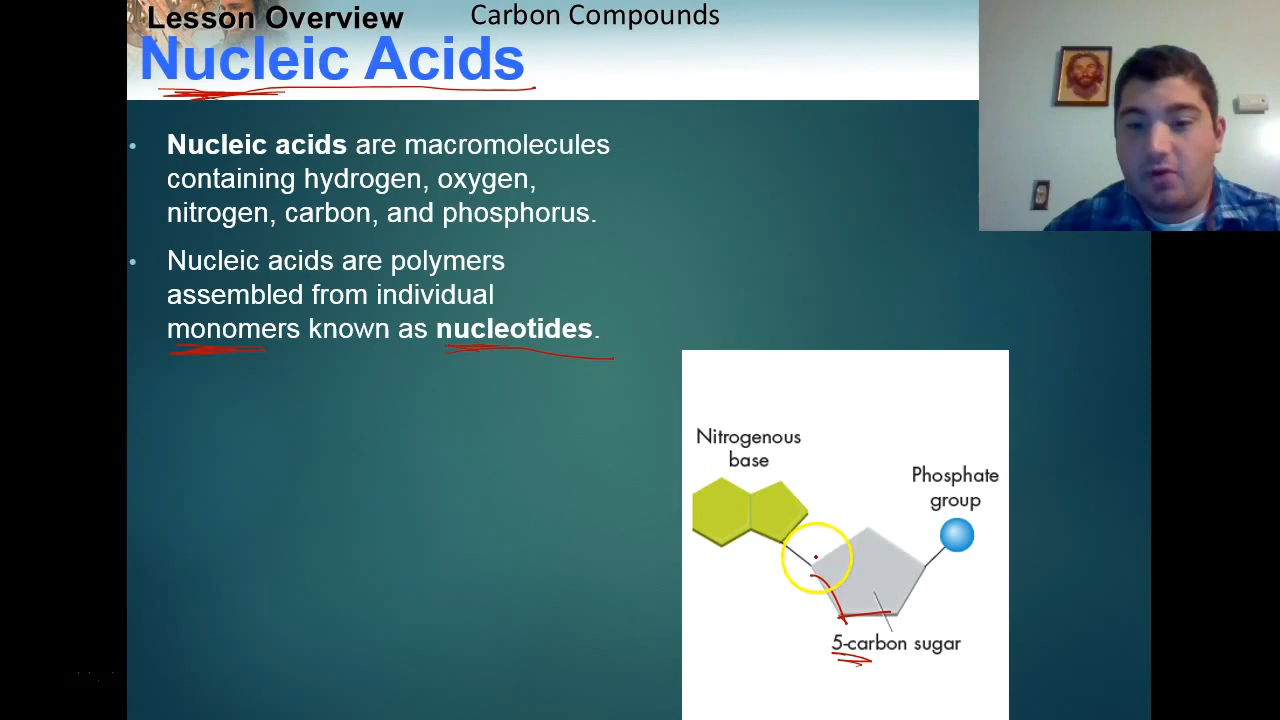 Lesson Overview
Carbon Compounds
Nucleic Acids
• Nucleic acids are macromolecules
containing hydrogen, oxygen,
nitrogen, carbon, and phosphorus.
• Nucleic acids are polymers
assembled from individual
monomers known as nucleotides.
Nitrogenous
base
Phosphate
group
5-carbon sugar